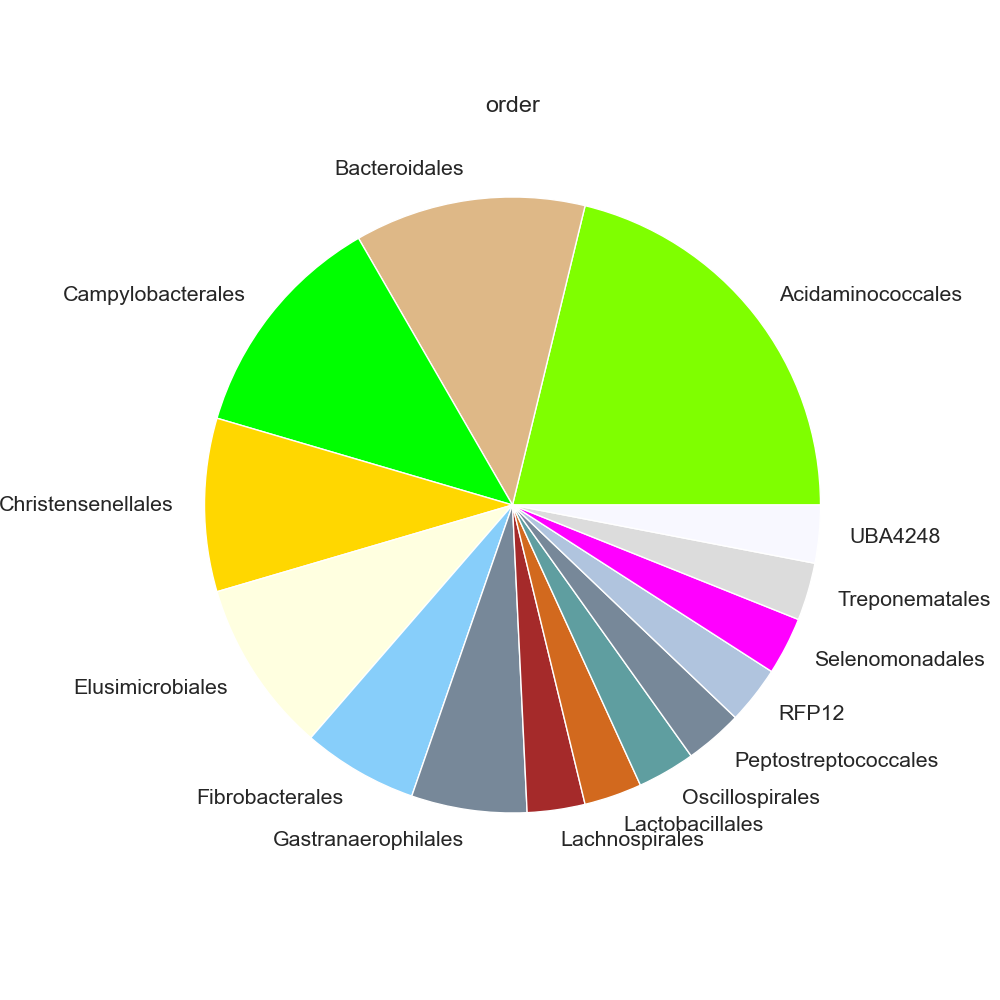 order
Bacteroidales
Acidaminococcales
Campylobacterales
Christensenellales
UBA4248
Treponematales
Selenomonadales
Elusimicrobiales
RFP12
Peptostreptococcales
Fibrobacterales
Oscillospirales
Lactobacillales
Gastranaerophilales
Lachnospirales